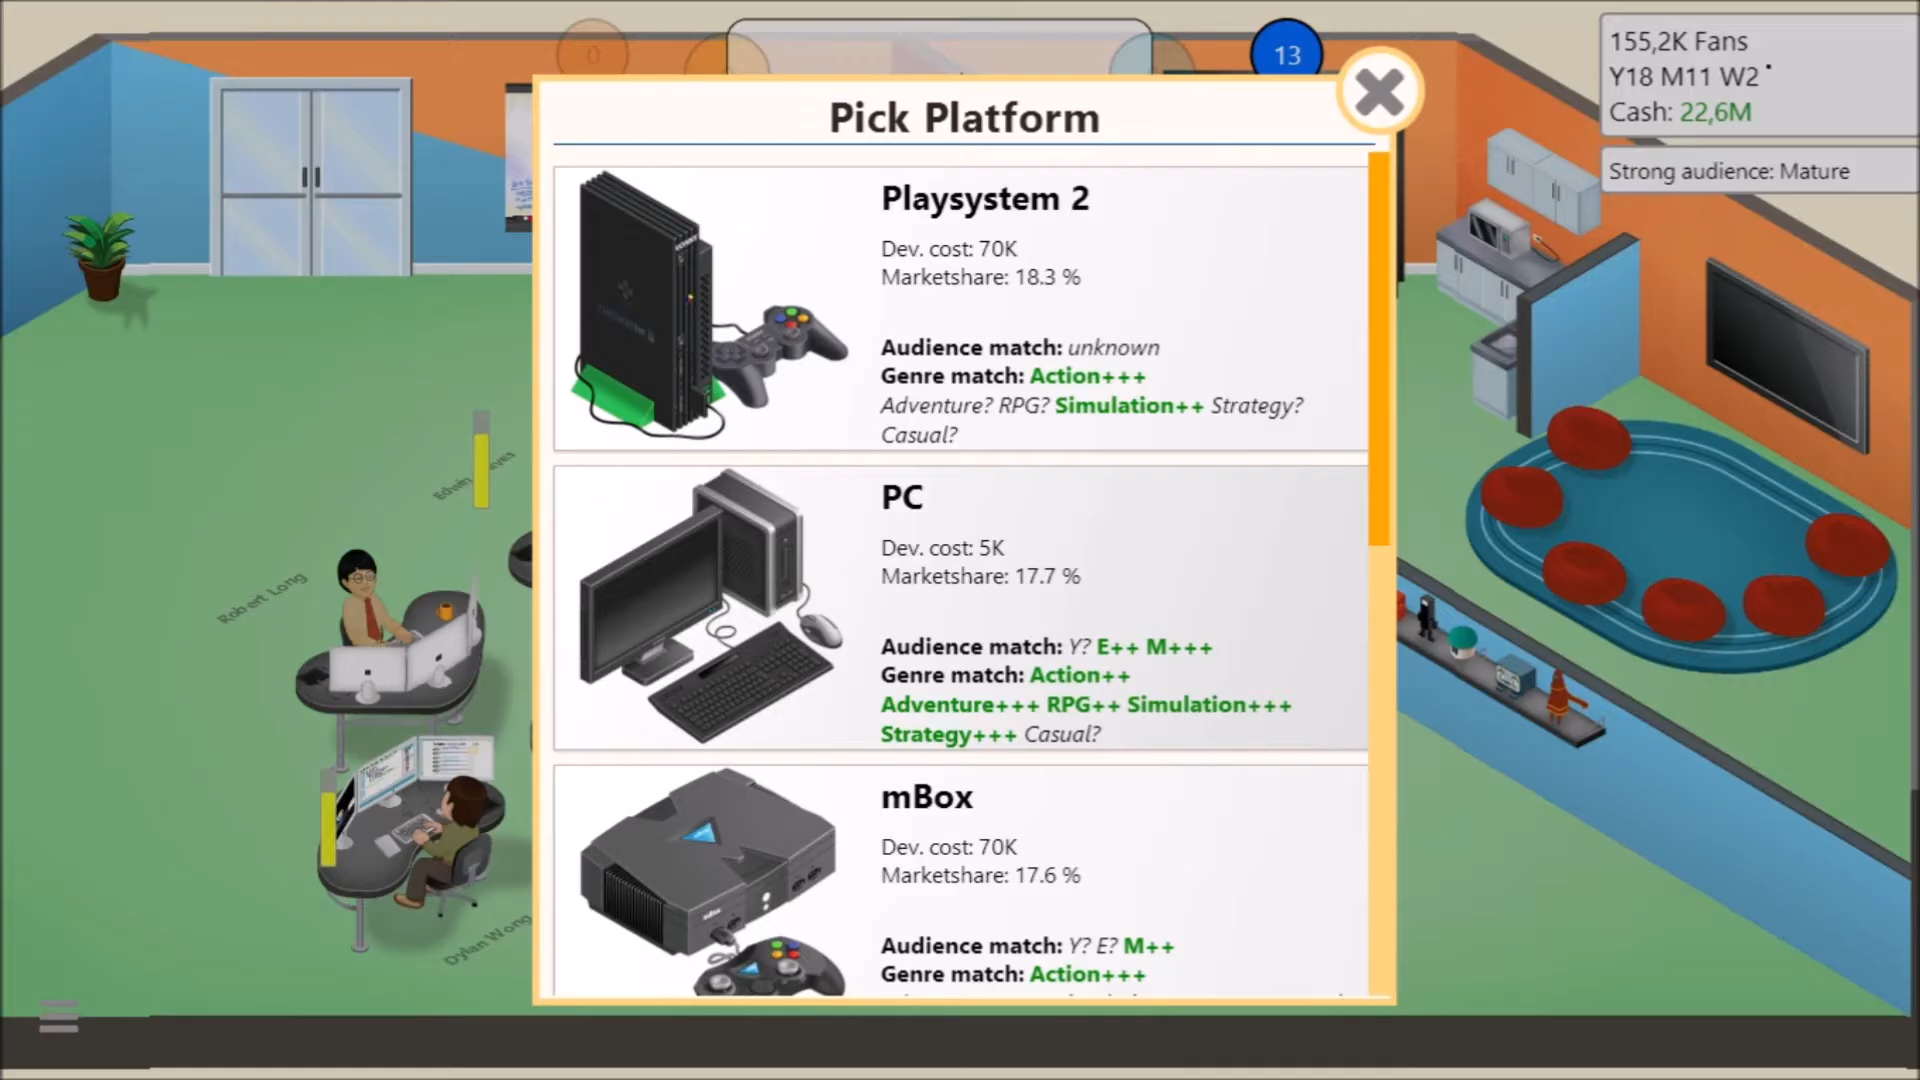 0
13
155,2K Fans
Y18 M11 W2
Cash: 22,6M
Strong audience: Mature
Pick Platform
Playsystem 2
Dev. cost: 70K
Marketshare: 18.3 %
Audience match: unknown
Genre match: Action+++
Adventure? RPG? Simulation++ Strategy?
Casual?
PC
Dev. cost: 5K
Marketshare: 17.7 %
Audience match: Y? E++ M+++
Genre match: Action++
Adventure+++ RPG++ Simulation+++
Strategy+++ Casual?
mBox
Dev. cost: 70K
Marketshare: 17.6 %
Audience match: Y? E? M++
Genre match: Action+++
Edwin
Robert Long
Dylan Wong